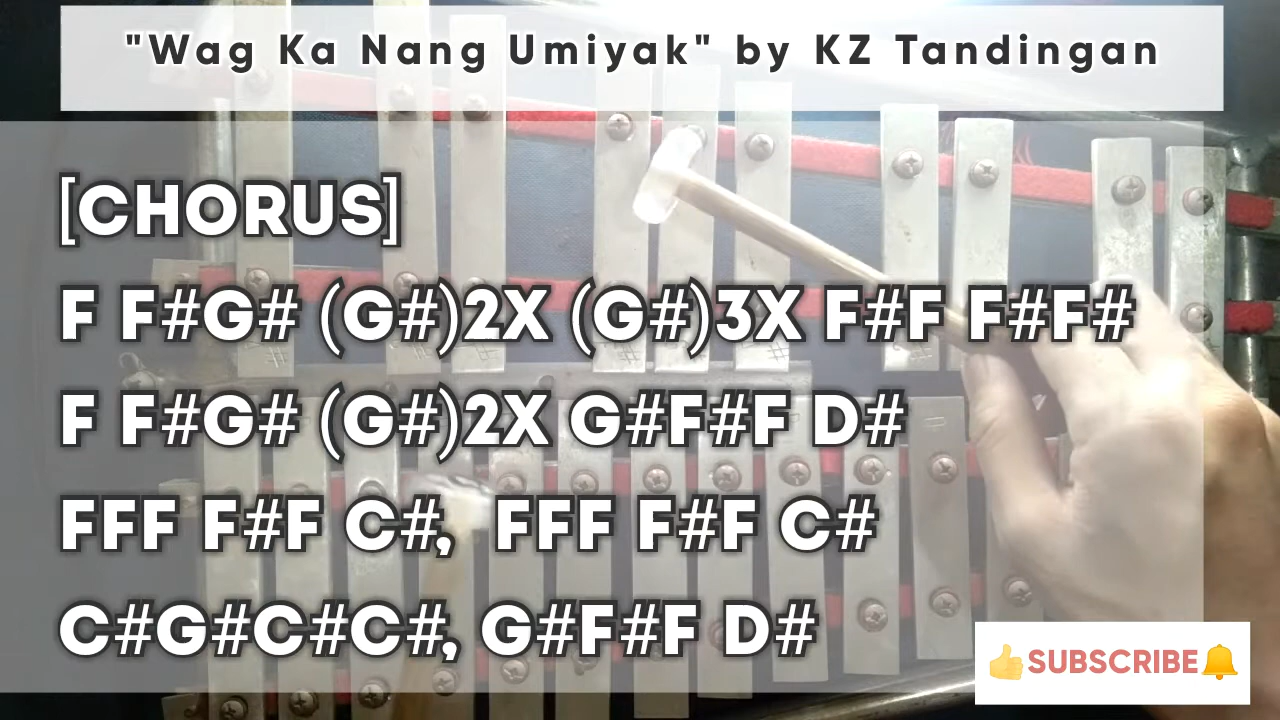 "Wag Ka Nang Umiyak" by KZ Tandingan
[CHORUS]
F F#G# (G#)2X (G#)3X F#F F#F#
F F#G# (G#)2X G#F#F D#
FFF F#F C#, FFF F#F C#
C#G#C#C#, G#F#F D#
SUBSCRIBE